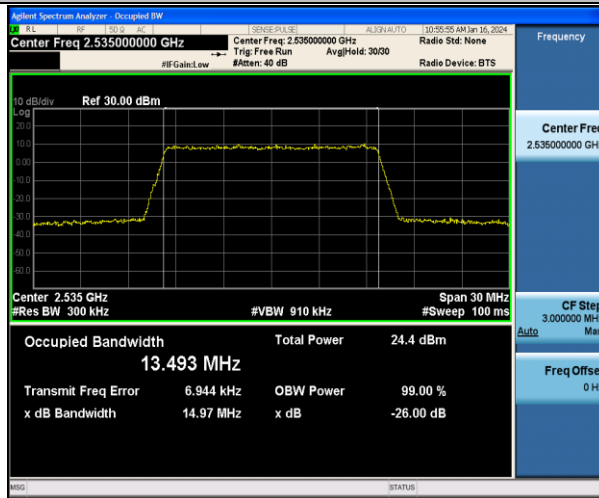 Agilent Spectrum Analyzer - Occupied BW
RL RF 50 Ω AC SENSE:PULSE ALIGN AUTO 10:55:55 AM Jan 16, 2024
Center Freq 2.535000000 GHz Center Freq: 2.535000000 GHz Radio Std: None Frequency
Trig: Free Run Avg|Hold: 30/30
#IFGain:Low #Atten: 40 dB Radio Device: BTS
10 dB/div Ref 30.00 dBm
Log
20.0
10.0
0.00
-10.0
-20.0
-30.0
-40.0
-50.0
-60.0
Center Fre
2.535000000 GH
Center 2.535 GHz Span 30 MHz
#Res BW 300 kHz #VBW 910 kHz #Sweep 100 ms
CF Step
3.000000 MH
Auto Ma
Occupied Bandwidth Total Power 24.4 dBm
13.493 MHz
Transmit Freq Error 6.944 kHz OBW Power 99.00 %
x dB Bandwidth 14.97 MHz x dB -26.00 dB
Freq Offse
0 H
MSG STATUS